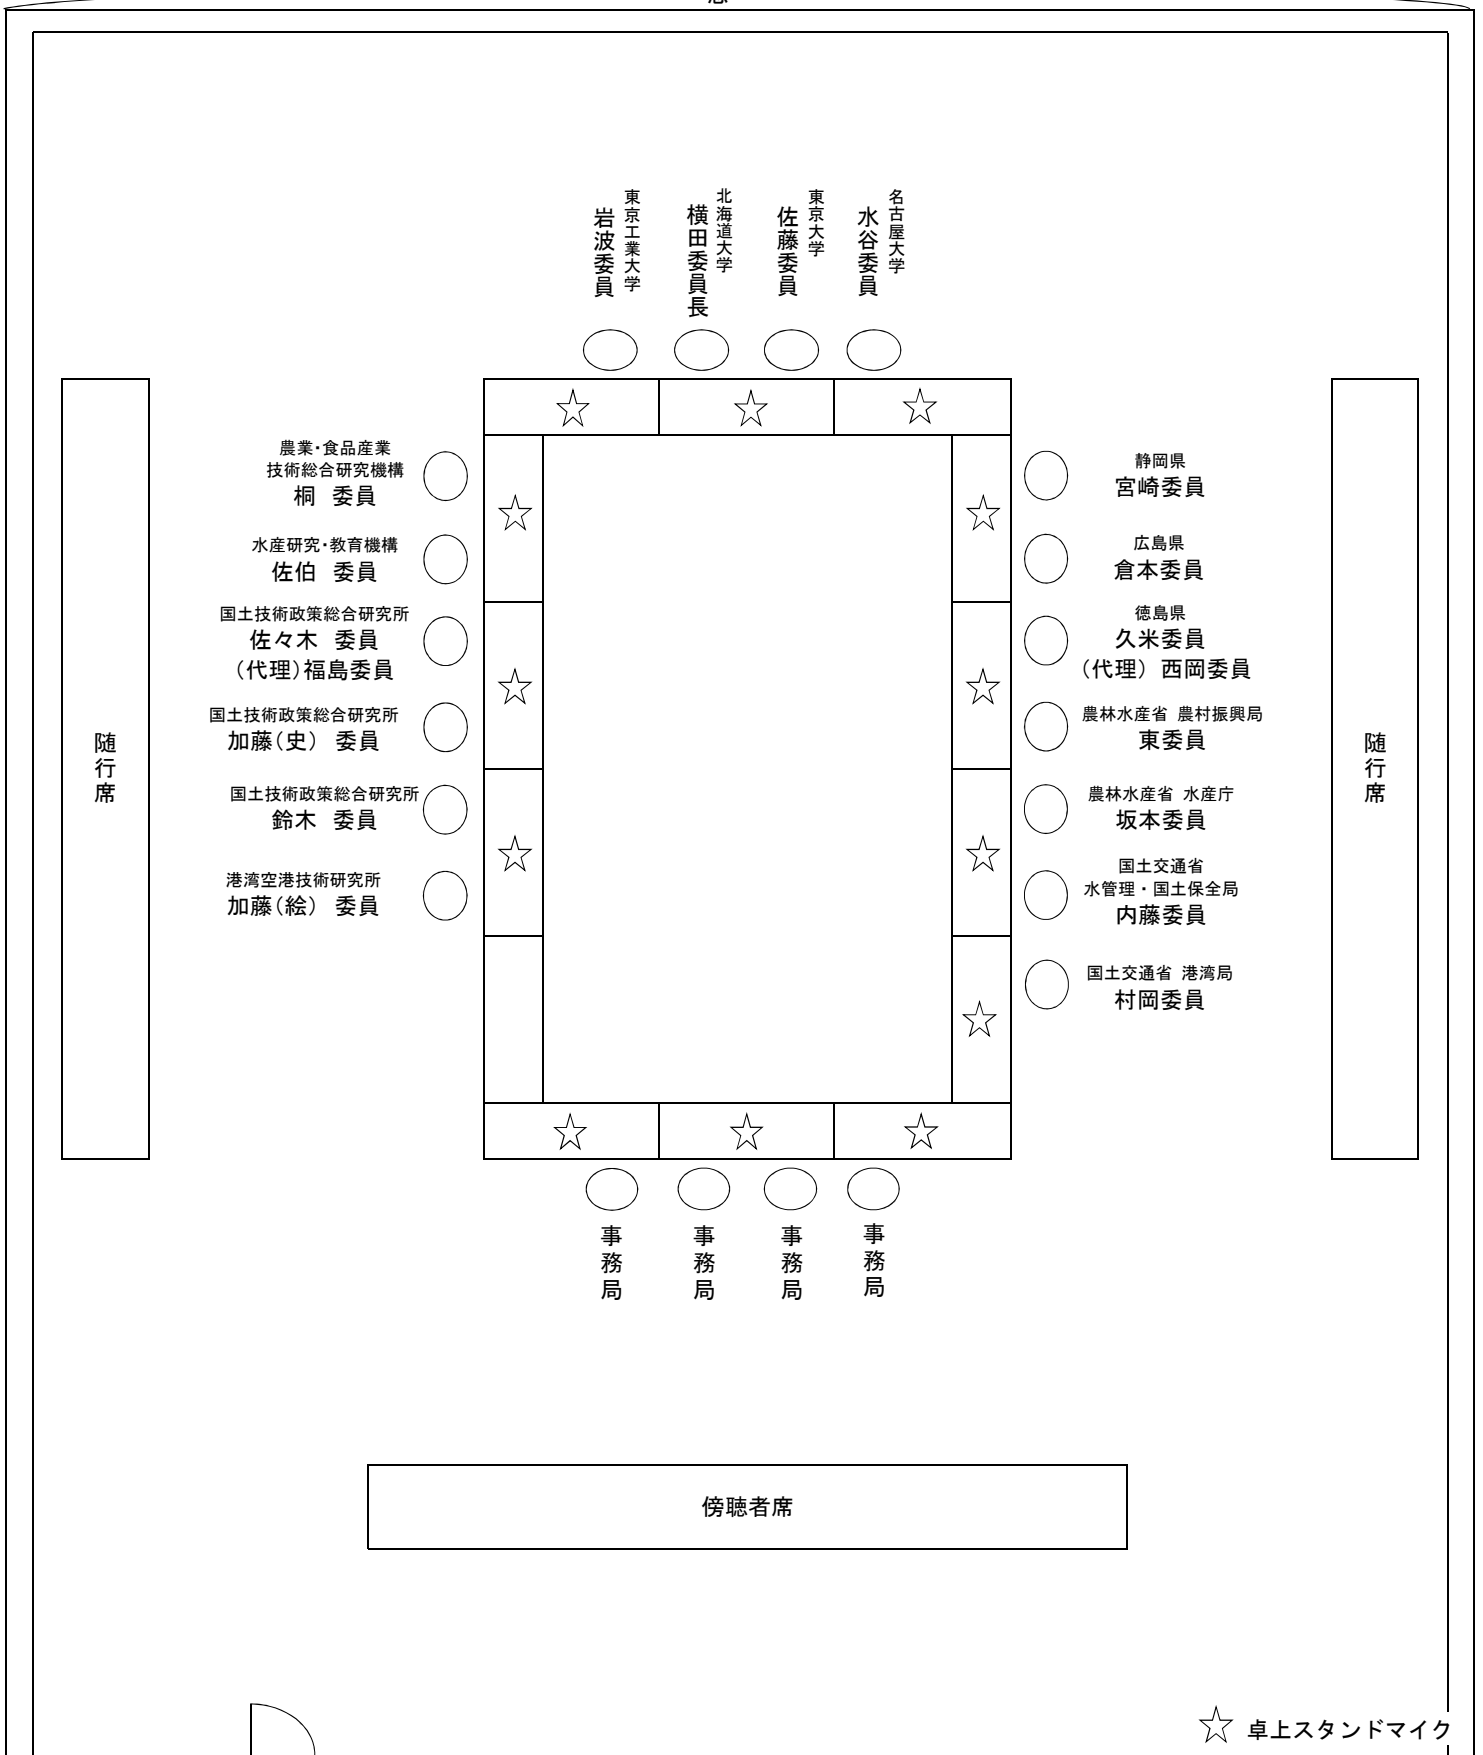 東京工業大学
岩波委員
北海道大学
横田委員長
東京大学
佐藤委員
名古屋大学
水谷委員
農業・食品産業
技術総合研究機構
桐 委員
水産研究・教育機構
佐伯 委員
国土技術政策総合研究所
佐々木 委員
(代理)福島委員
国土技術政策総合研究所
加藤(史) 委員
国土技術政策総合研究所
鈴木 委員
港湾空港技術研究所
加藤(絵) 委員
静岡県
宮崎委員
広島県
倉本委員
徳島県
久米委員
(代理) 西岡委員
農林水産省 農村振興局
東委員
農林水産省 水産庁
坂本委員
国土交通省
水管理・国土保全局
内藤委員
国土交通省 港湾局
村岡委員
随行席
随行席
事務局
事務局
事務局
事務局
傍聴者席
☆ 卓上スタンドマイク